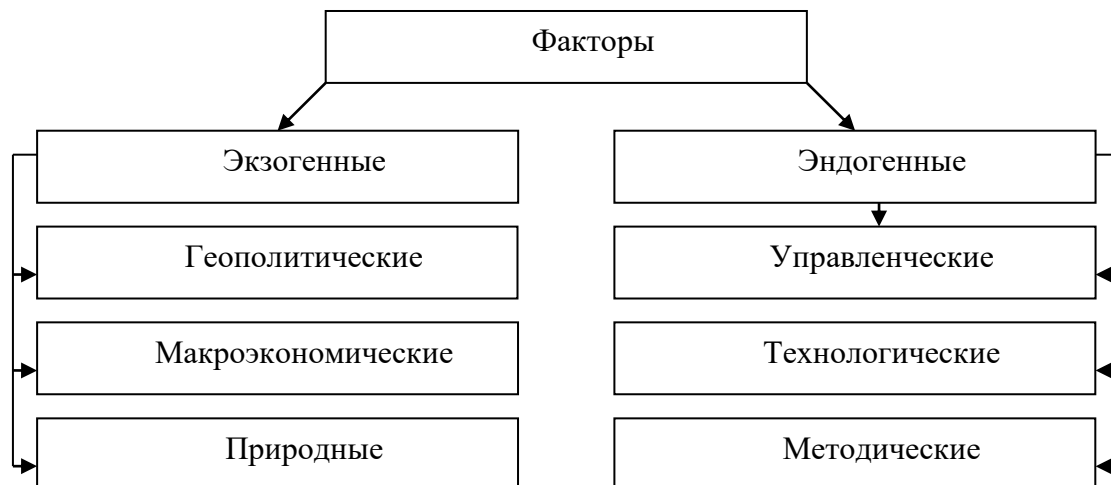 Факторы
Экзогенные
Эндогенные
Геополитические
Управленческие
Макроэкономические
Технологические
Природные
Методические